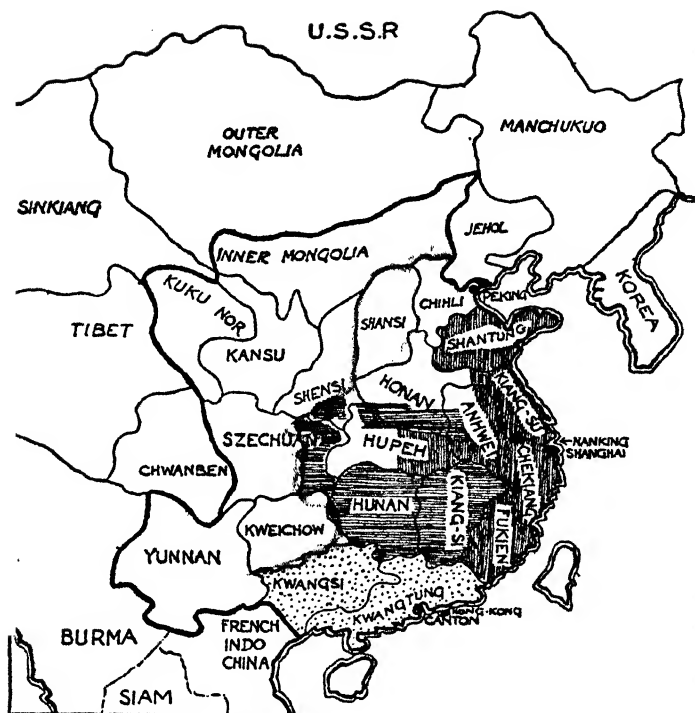 U.S.S.R
OUTER
MONGOLIA
MANCHUKUO
SINKIANG
JEHOL
INNER MONGOLIA
KUKU NOR
CHIHLI
PEKING
KOREA
TIBET
SHANSI
SHANTUNG
KANSU
SHENSI
HONAN
KIANG-SU
ANHWEI
SZECHUAN
HUPEH
NANKING
SHANGHAI
CHEKIANG
CHWANBEN
HUNAN
KIANG-SI
KWEICHOW
FUKIEN
YUNNAN
KWANGSI
KWANGTUNG
HONG-KONG
CANTON
FRENCH
INDO
CHINA
BURMA
SIAM